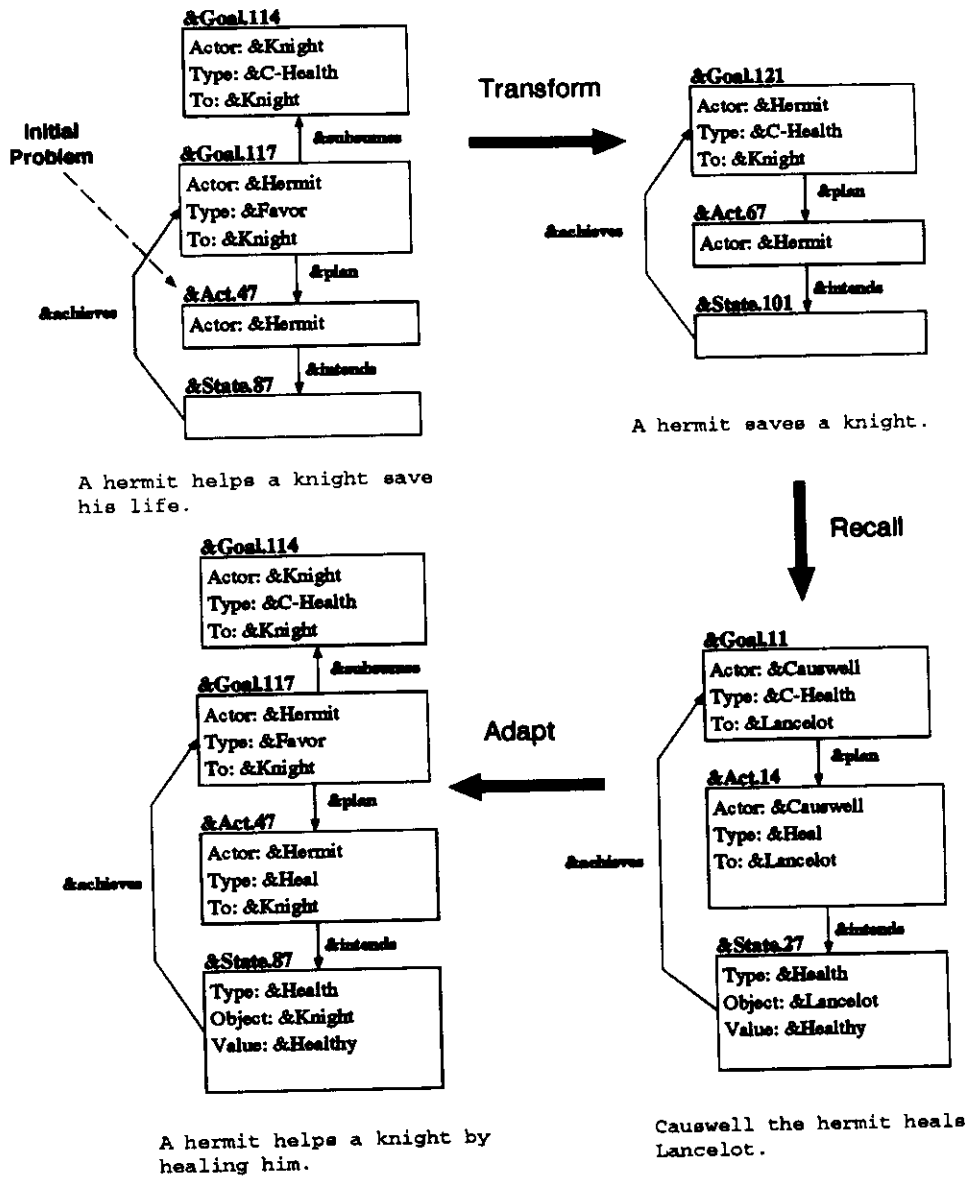 &Goal.114
Actor: &Knight
Type: &C-Health
To: &Knight
&subsumes
Initial
Problem
&Goal.117
Actor: &Hermit
Type: &Favor
To: &Knight
&plan
&achieves
&Act.47
Actor: &Hermit
&intends
&State.87
A hermit helps a knight save
his life.
Transform
&Goal.121
Actor: &Hermit
Type: &C-Health
To: &Knight
&plan
&achieves
&Act.67
Actor: &Hermit
&intends
&State.101
A hermit saves a knight.
Recall
&Goal.11
Actor: &Causwell
Type: &C-Health
To: &Lancelot
&plan
&Act.14
Actor: &Causwell
Type: &Heal
To: &Lancelot
&achieves
&intends
&State.27
Type: &Health
Object: &Lancelot
Value: &Healthy
Causwell the hermit heals
Lancelot.
Adapt
&Goal.114
Actor: &Knight
Type: &C-Health
To: &Knight
&subsumes
&Goal.117
Actor: &Hermit
Type: &Favor
To: &Knight
&plan
&Act.47
Actor: &Hermit
Type: &Heal
To: &Knight
&achieves
&intends
&State.87
Type: &Health
Object: &Knight
Value: &Healthy
A hermit helps a knight by
healing him.